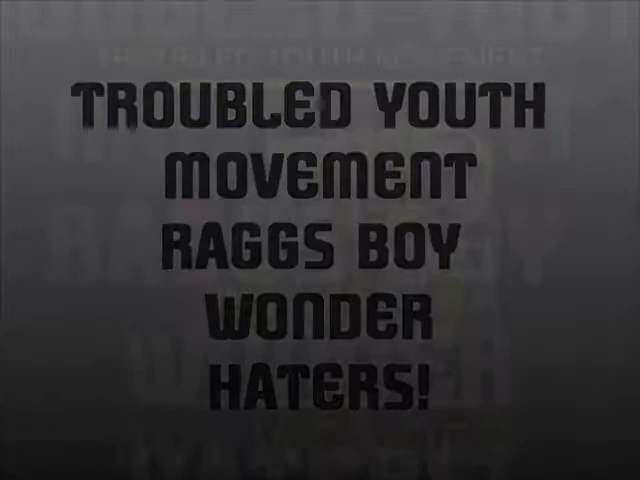 TROUBLED YOUTH
MOVEMENT
RAGGS BOY
WONDER
HATERS!